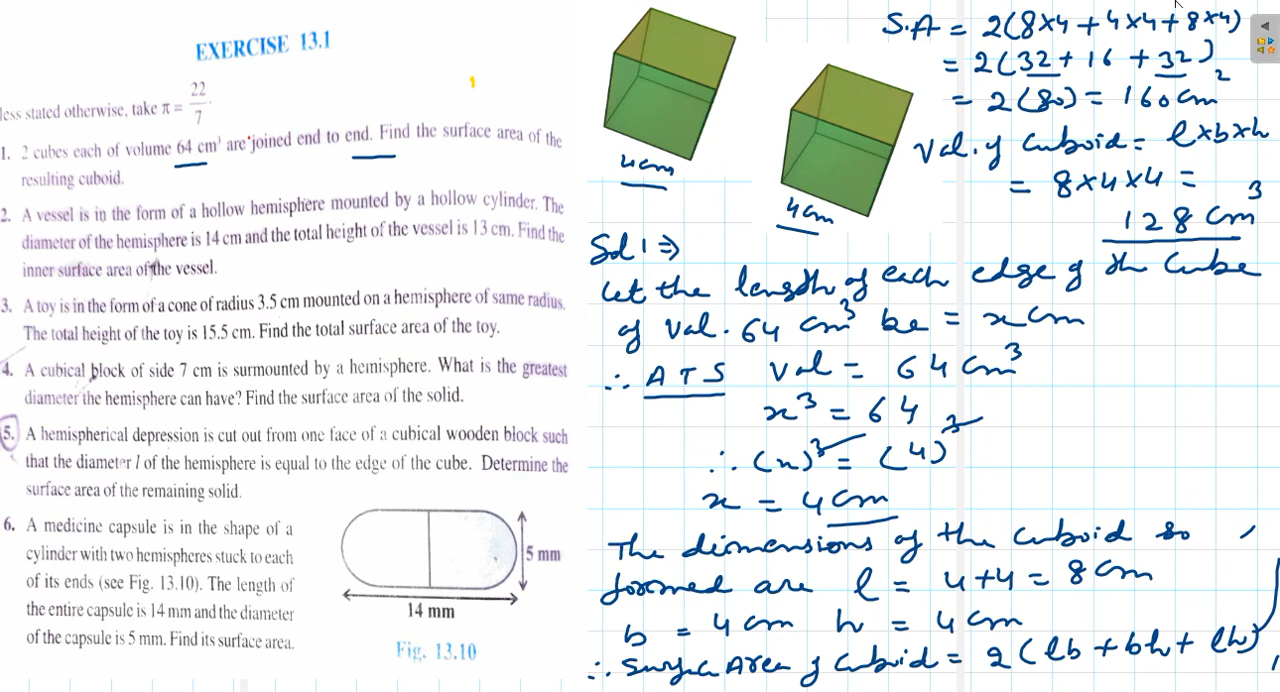 EXERCISE 13.1
less stated otherwise, take π = 22/7.
1. 2 cubes each of volume 64 cm³ are joined end to end. Find the surface area of the
resulting cuboid.
2. A vessel is in the form of a hollow hemisphere mounted by a hollow cylinder. The
diameter of the hemisphere is 14 cm and the total height of the vessel is 13 cm. Find the
inner surface area of the vessel.
3. A toy is in the form of a cone of radius 3.5 cm mounted on a hemisphere of same radius.
The total height of the toy is 15.5 cm. Find the total surface area of the toy.
4. A cubical block of side 7 cm is surmounted by a hemisphere. What is the greatest
diameter the hemisphere can have? Find the surface area of the solid.
5. A hemispherical depression is cut out from one face of a cubical wooden block such
that the diameter l of the hemisphere is equal to the edge of the cube. Determine the
surface area of the remaining solid.
6. A medicine capsule is in the shape of a
cylinder with two hemispheres stuck to each
of its ends (see Fig. 13.10). The length of
the entire capsule is 14 mm and the diameter
of the capsule is 5 mm. Find its surface area.
5 mm
14 mm
Fig. 13.10
4cm
4cm
S.A = 2(8×4 + 4×4 + 8×4)
= 2(32 + 16 + 32)
= 2(80) = 160 cm²
Vol. of Cuboid = l×b×h
= 8×4×4 =
128 cm³
Sol 1 ⇒
Let the length of each edge of the Cube
of Vol. 64 cm³ be = x cm
∴ ATS Vol = 64 cm³
x³ = 64
∴ (x)³ = (4)³
x = 4cm
The dimensions of the cuboid so
formed are l = 4+4 = 8cm
b = 4cm h = 4cm
∴ Surface Area of Cuboid = 2(lb + bh + lh)